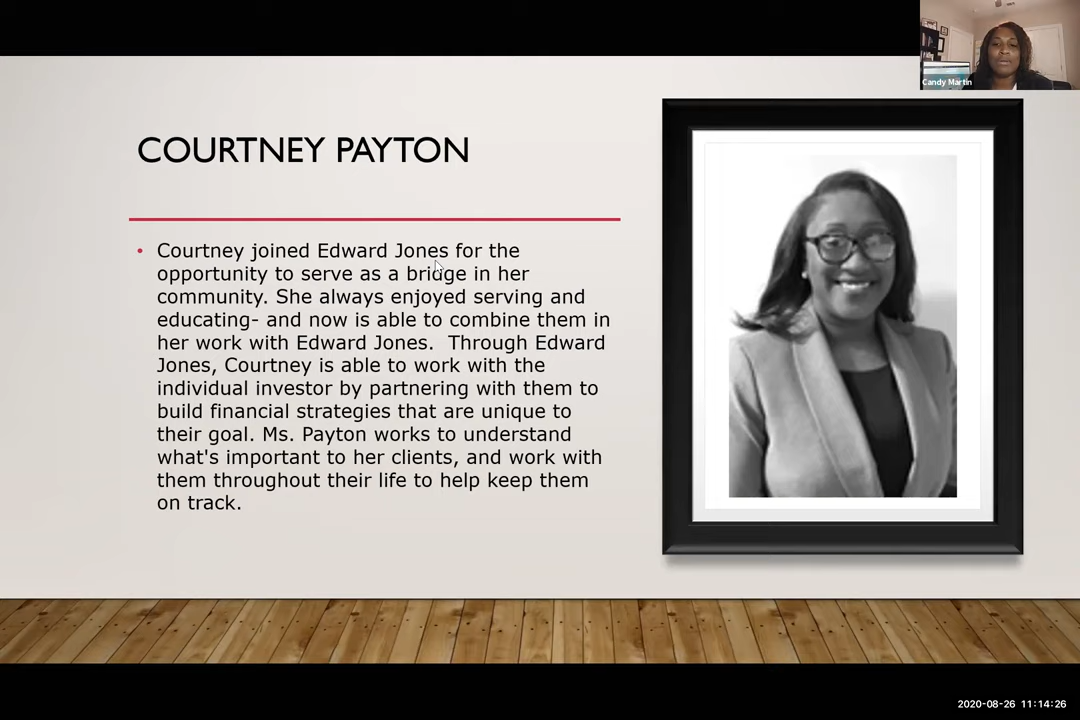 Candy Martin
COURTNEY PAYTON
• Courtney joined Edward Jones for the
opportunity to serve as a bridge in her
community. She always enjoyed serving and
educating- and now is able to combine them in
her work with Edward Jones.  Through Edward
Jones, Courtney is able to work with the
individual investor by partnering with them to
build financial strategies that are unique to
their goal. Ms. Payton works to understand
what's important to her clients, and work with
them throughout their life to help keep them
on track.
2020-08-26 11:14:26